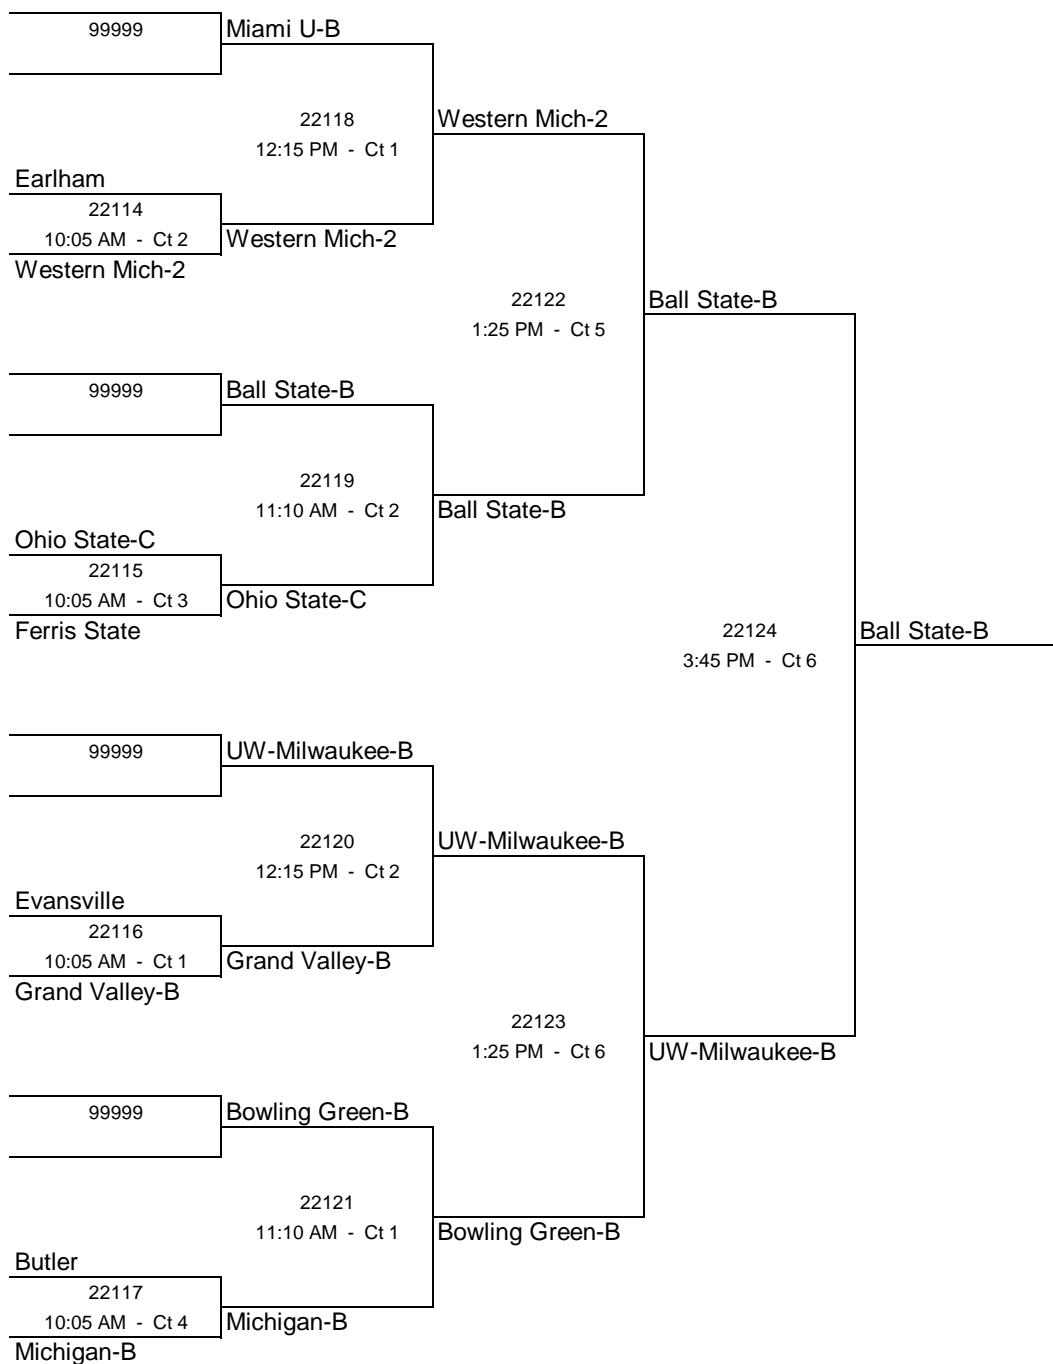 99999
Miami U-B
22118
12:15 PM - Ct 1
Western Mich-2
Earlham
22114
10:05 AM - Ct 2
Western Mich-2
Western Mich-2
22122
1:25 PM - Ct 5
Ball State-B
99999
Ball State-B
22119
11:10 AM - Ct 2
Ball State-B
Ohio State-C
22115
10:05 AM - Ct 3
Ohio State-C
Ferris State
22124
3:45 PM - Ct 6
Ball State-B
99999
UW-Milwaukee-B
22120
12:15 PM - Ct 2
UW-Milwaukee-B
Evansville
22116
10:05 AM - Ct 1
Grand Valley-B
Grand Valley-B
22123
1:25 PM - Ct 6
UW-Milwaukee-B
99999
Bowling Green-B
22121
11:10 AM - Ct 1
Bowling Green-B
Butler
22117
10:05 AM - Ct 4
Michigan-B
Michigan-B